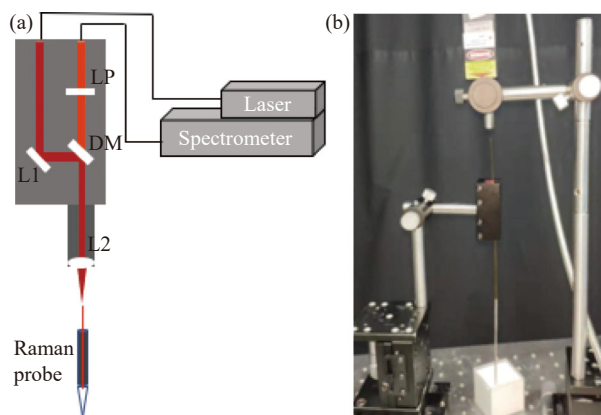 (a)
LP
Laser
Spectrometer
DM
L1
L2
Raman
probe
(b)